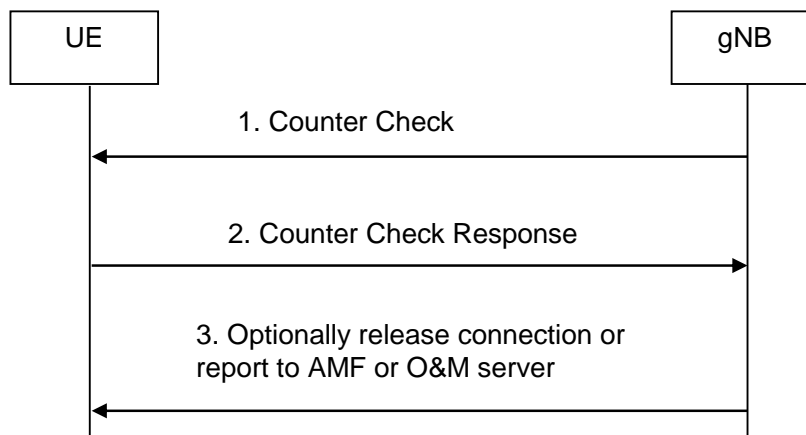 UE
gNB
1. Counter Check
2. Counter Check Response
3. Optionally release connection or
report to AMF or O&M server